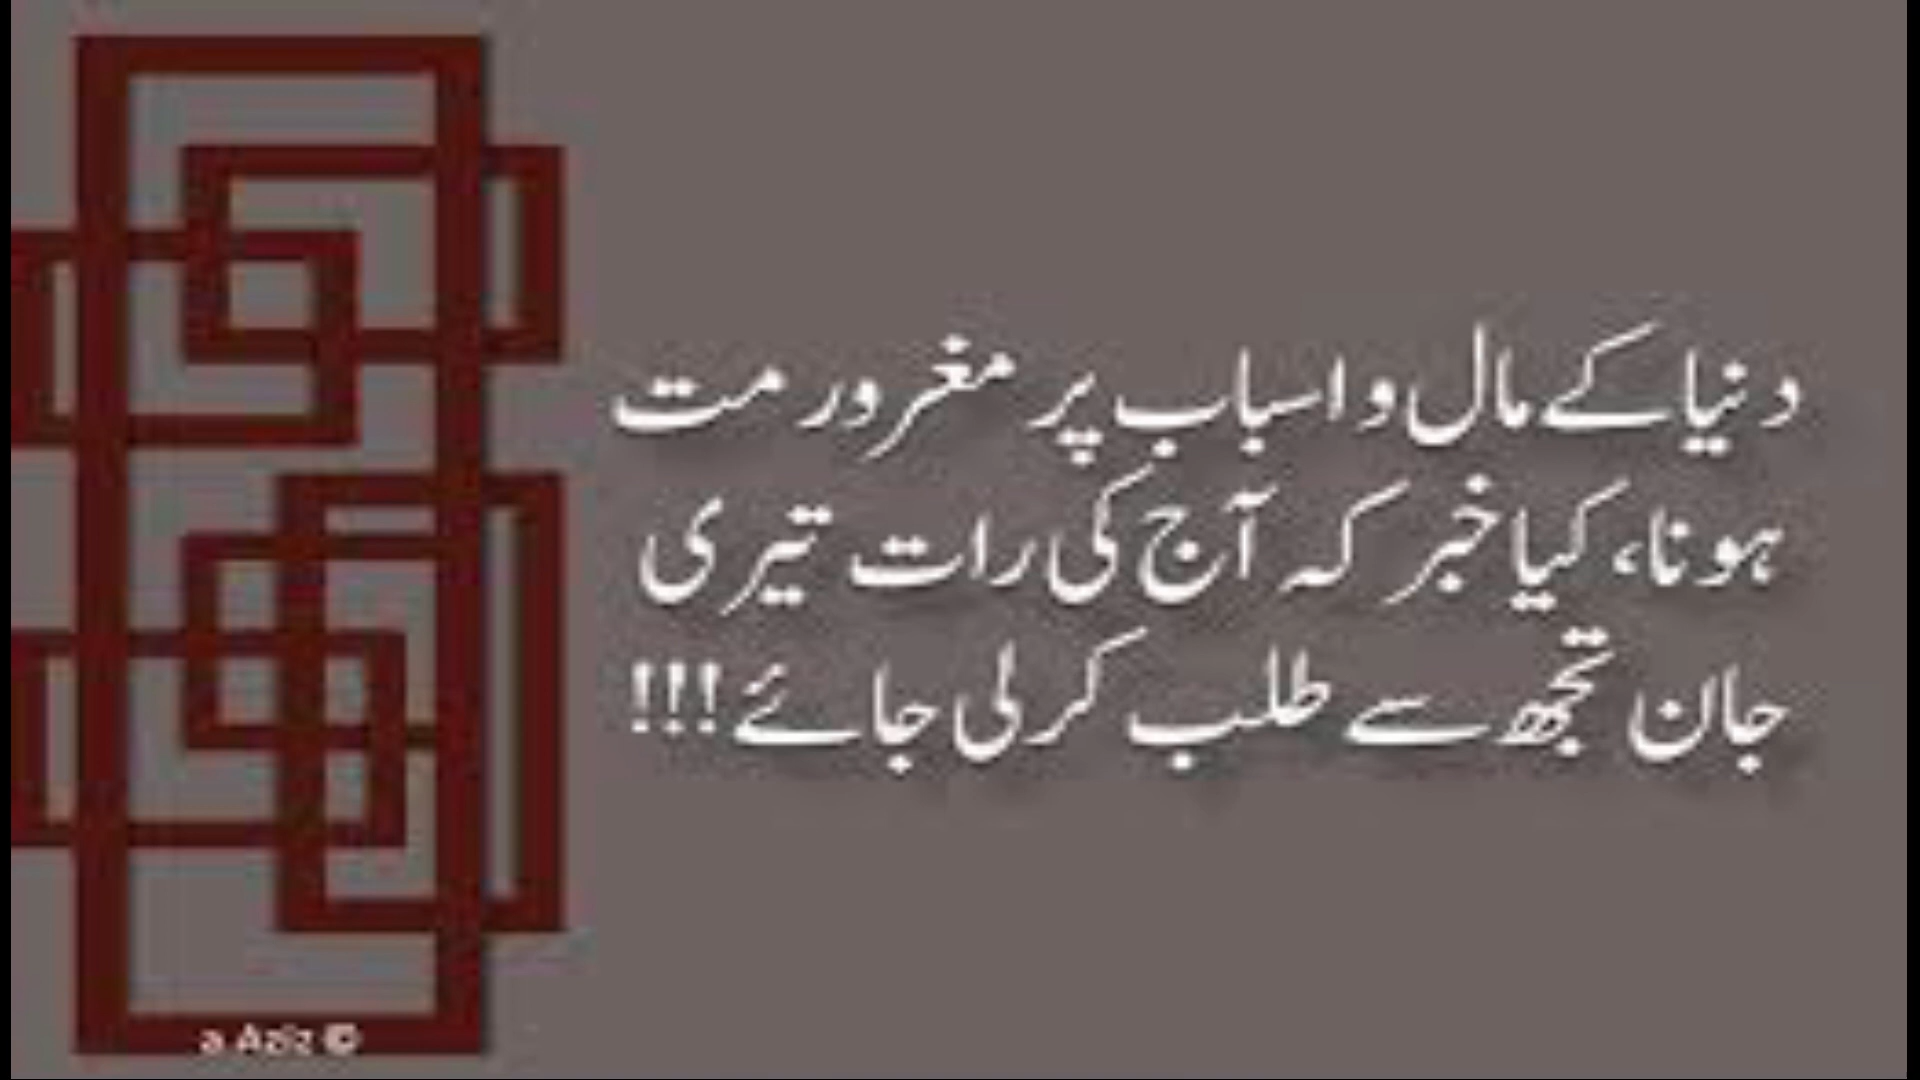 دنیا کے مال و اسباب پر مغرور مت
ہونا، کیا خبر کہ آج کی رات تیری
جان تجھ سے طلب کر لی جائے!!!
a Aziz ©